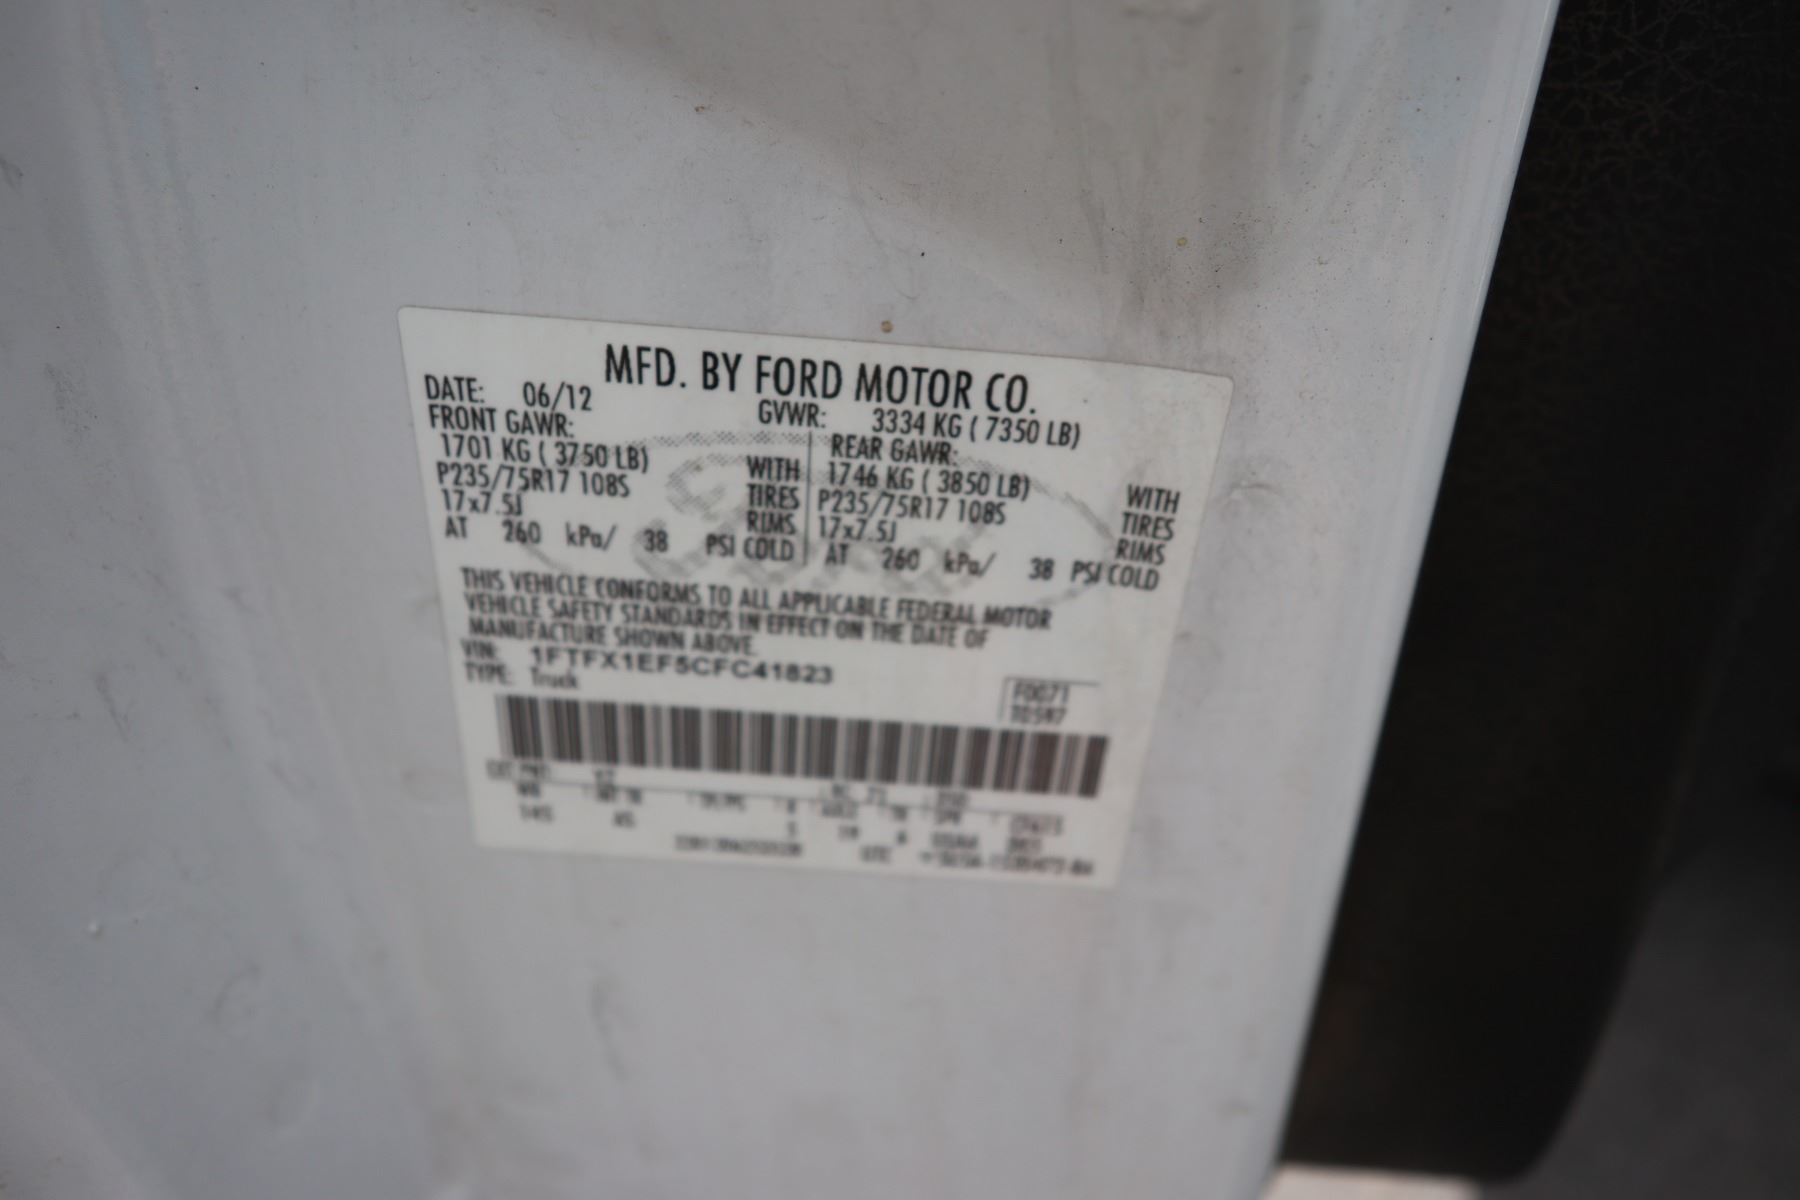 MFD. BY FORD MOTOR CO.
DATE: 06/12 GVWR: 3334 KG ( 7350 LB)
FRONT GAWR: REAR GAWR:
1701 KG ( 3750 LB) WITH 1746 KG ( 3850 LB) WITH
P235/75R17 108S TIRES P235/75R17 108S TIRES
17x7.5J RIMS 17x7.5J RIMS
AT 260 kPa/ 38 PSI COLD AT 260 kPa/ 38 PSI COLD
THIS VEHICLE CONFORMS TO ALL APPLICABLE FEDERAL MOTOR
VEHICLE SAFETY STANDARDS IN EFFECT ON THE DATE OF
MANUFACTURE SHOWN ABOVE.
VIN: 1FTFX1EF5CFC41823
TYPE: Truck
F0071